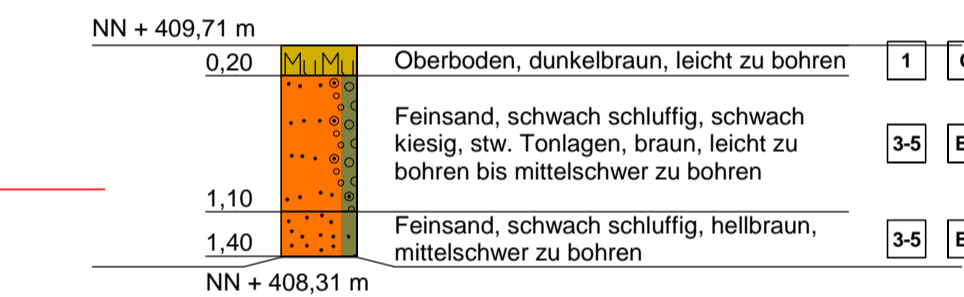 NN + 409,71 m
0,20
MuMu
Oberboden, dunkelbraun, leicht zu bohren
1
Feinsand, schwach schluffig, schwach
kiesig, stw. Tonlagen, braun, leicht zu
bohren bis mittelschwer zu bohren
3-5
1,10
Feinsand, schwach schluffig, hellbraun,
mittelschwer zu bohren
3-5
1,40
NN + 408,31 m